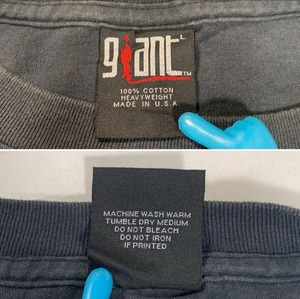 giant L
TM
100% COTTON
HEAVYWEIGHT
MADE IN U.S.A.
MACHINE WASH WARM
TUMBLE DRY MEDIUM
DO NOT BLEACH
DO NOT IRON
IF PRINTED